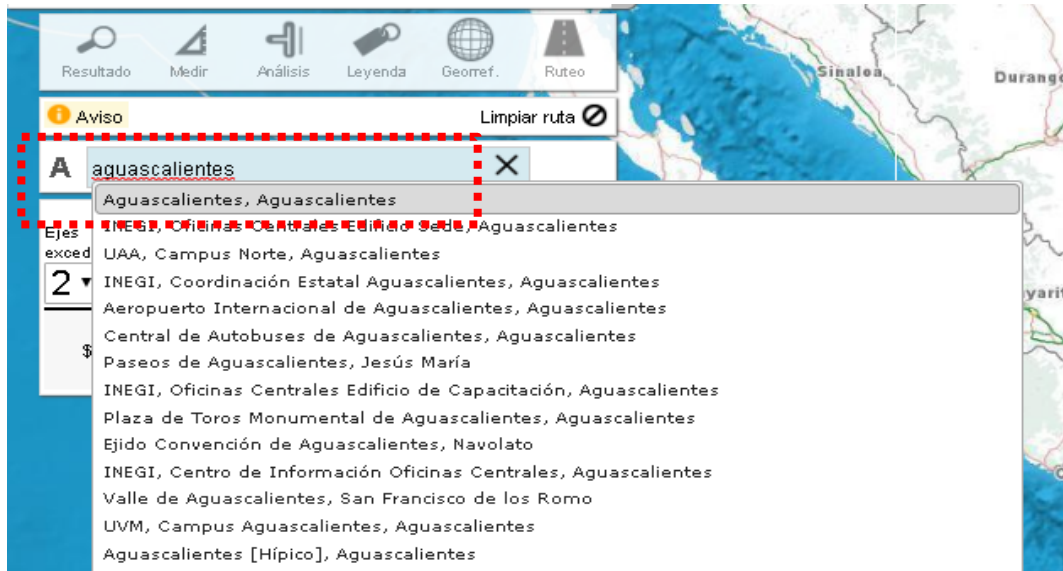 Resultado Medir Análisis Leyenda Georref. Ruteo
Sinaloa
Durango
Aviso Limpiar ruta
A aguascalientes
Aguascalientes, Aguascalientes
Ejes INEGI, Oficinas Centrales Edificio Sede, Aguascalientes
exced UAA, Campus Norte, Aguascalientes
2 INEGI, Coordinación Estatal Aguascalientes, Aguascalientes
yarit
Aeropuerto Internacional de Aguascalientes, Aguascalientes
Central de Autobuses de Aguascalientes, Aguascalientes
$ Paseos de Aguascalientes, Jesús María
INEGI, Oficinas Centrales Edificio de Capacitación, Aguascalientes
Plaza de Toros Monumental de Aguascalientes, Aguascalientes
Ejido Convención de Aguascalientes, Navolato
INEGI, Centro de Información Oficinas Centrales, Aguascalientes
Valle de Aguascalientes, San Francisco de los Romo
UVM, Campus Aguascalientes, Aguascalientes
Aguascalientes [Hípico], Aguascalientes